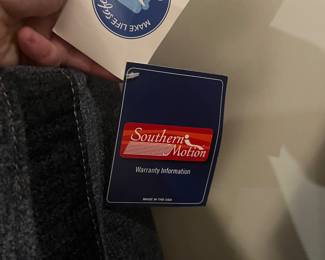 MAKE LIFE
Southern
Motion
Warranty Information
MADE IN THE USA